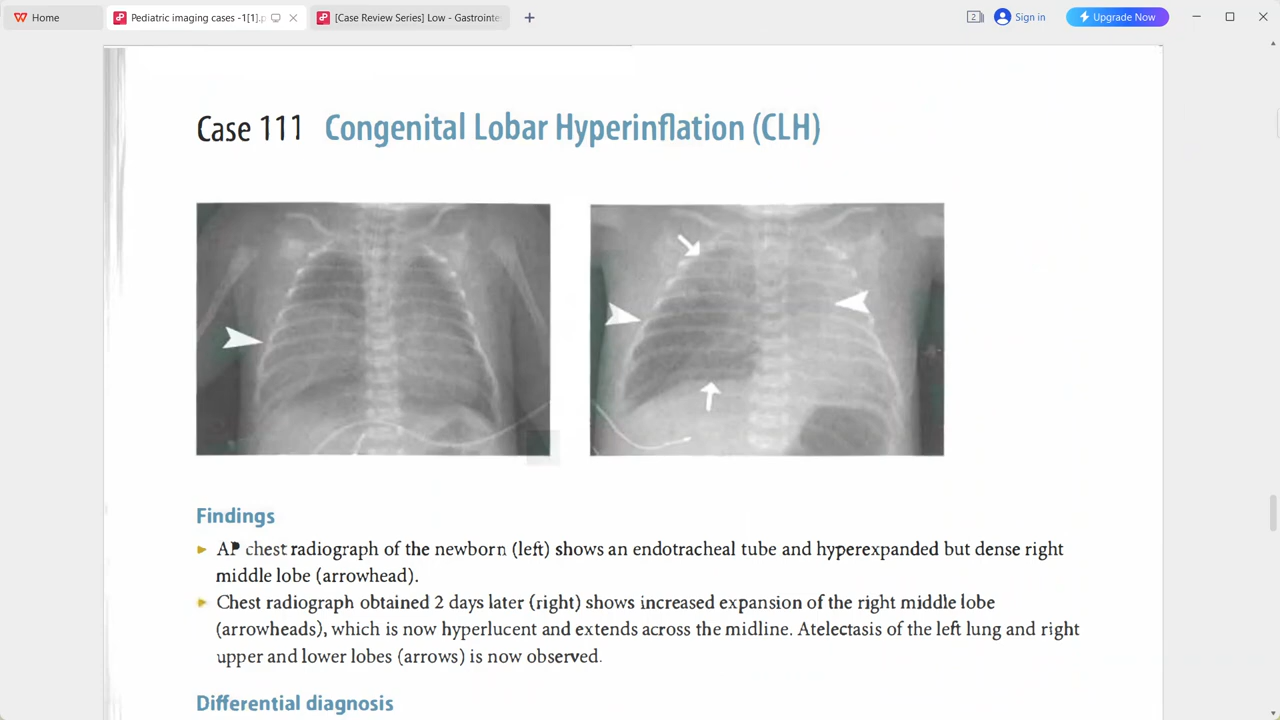 Home
Pediatric imaging cases -1[1].p
[Case Review Series] Low - Gastrointe
2
Sign in
Upgrade Now
Case 111 Congenital Lobar Hyperinflation (CLH)
Findings
AP chest radiograph of the newborn (left) shows an endotracheal tube and hyperexpanded but dense right
middle lobe (arrowhead).
Chest radiograph obtained 2 days later (right) shows increased expansion of the right middle lobe
(arrowheads), which is now hyperlucent and extends across the midline. Atelectasis of the left lung and right
upper and lower lobes (arrows) is now observed.
Differential diagnosis